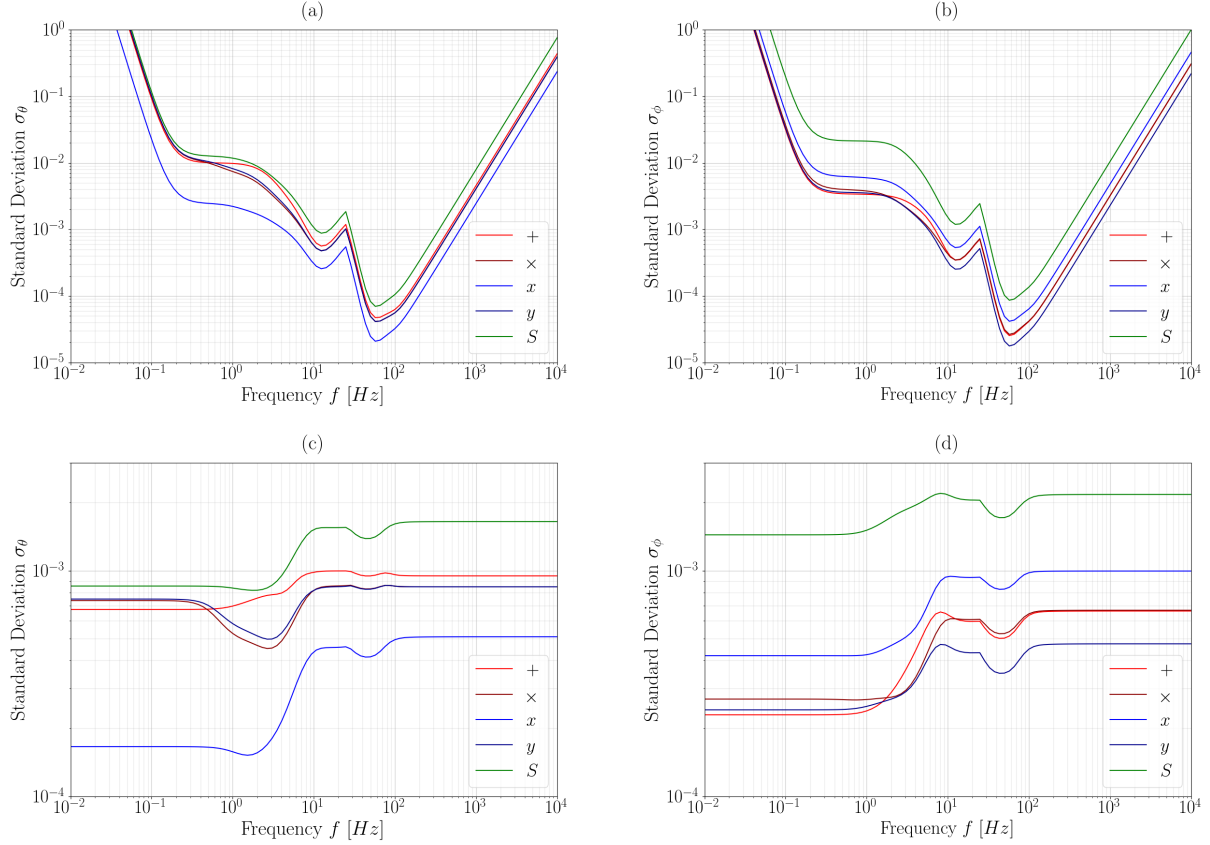 (a)
Standard Deviation σ_θ
10^0
10^−1
10^−2
10^−3
10^−4
10^−5
+
×
x
y
S
10^−2 10^−1 10^0 10^1 10^2 10^3 10^4
Frequency f [Hz]
(b)
Standard Deviation σ_ϕ
10^0
10^−1
10^−2
10^−3
10^−4
10^−5
+
×
x
y
S
10^−2 10^−1 10^0 10^1 10^2 10^3 10^4
Frequency f [Hz]
(c)
Standard Deviation σ_θ
10^−3
10^−4
+
×
x
y
S
10^−2 10^−1 10^0 10^1 10^2 10^3 10^4
Frequency f [Hz]
(d)
Standard Deviation σ_ϕ
10^−3
10^−4
+
×
x
y
S
10^−2 10^−1 10^0 10^1 10^2 10^3 10^4
Frequency f [Hz]